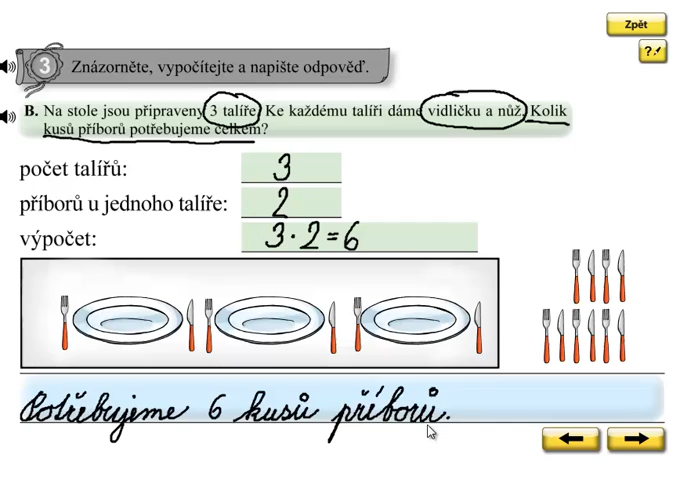 Zpět
?
3 Znázorněte, vypočítejte a napište odpověď.
B. Na stole jsou připraveny 3 talíře. Ke každému talíři dáme vidličku a nůž. Kolik
kusů příborů potřebujeme celkem?
počet talířů: 3
příborů u jednoho talíře: 2
výpočet: 3 · 2 = 6
Potřebujeme 6 kusů příborů.